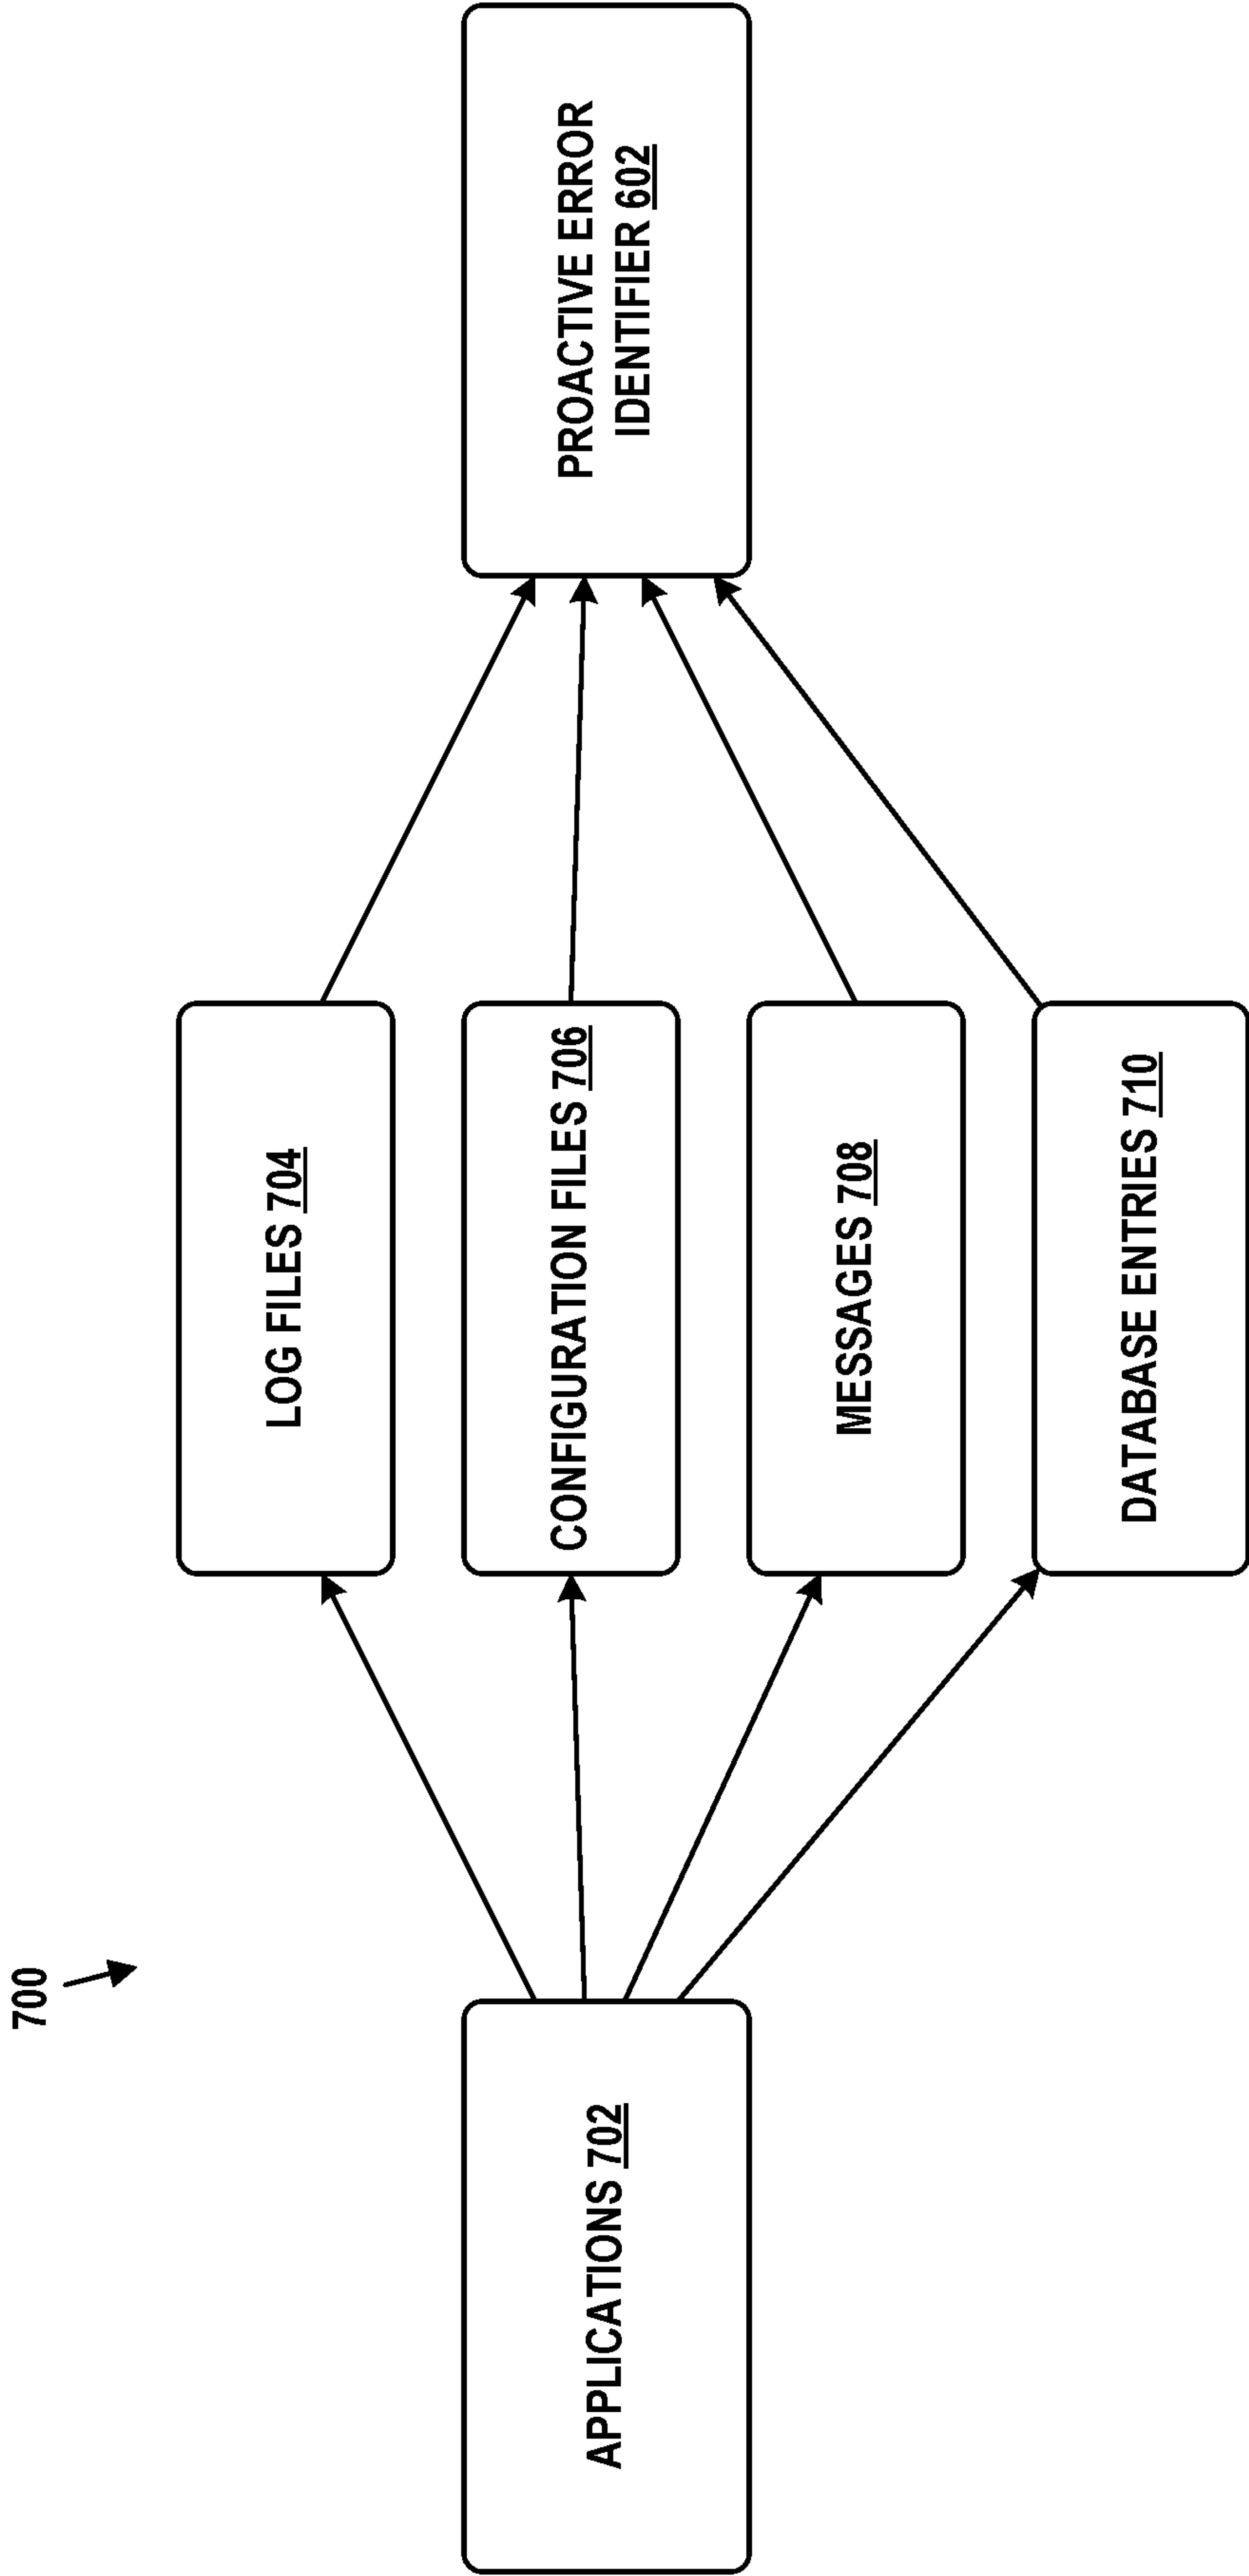 700
APPLICATIONS 702
LOG FILES 704
CONFIGURATION FILES 706
MESSAGES 708
DATABASE ENTRIES 710
PROACTIVE ERROR
IDENTIFIER 602